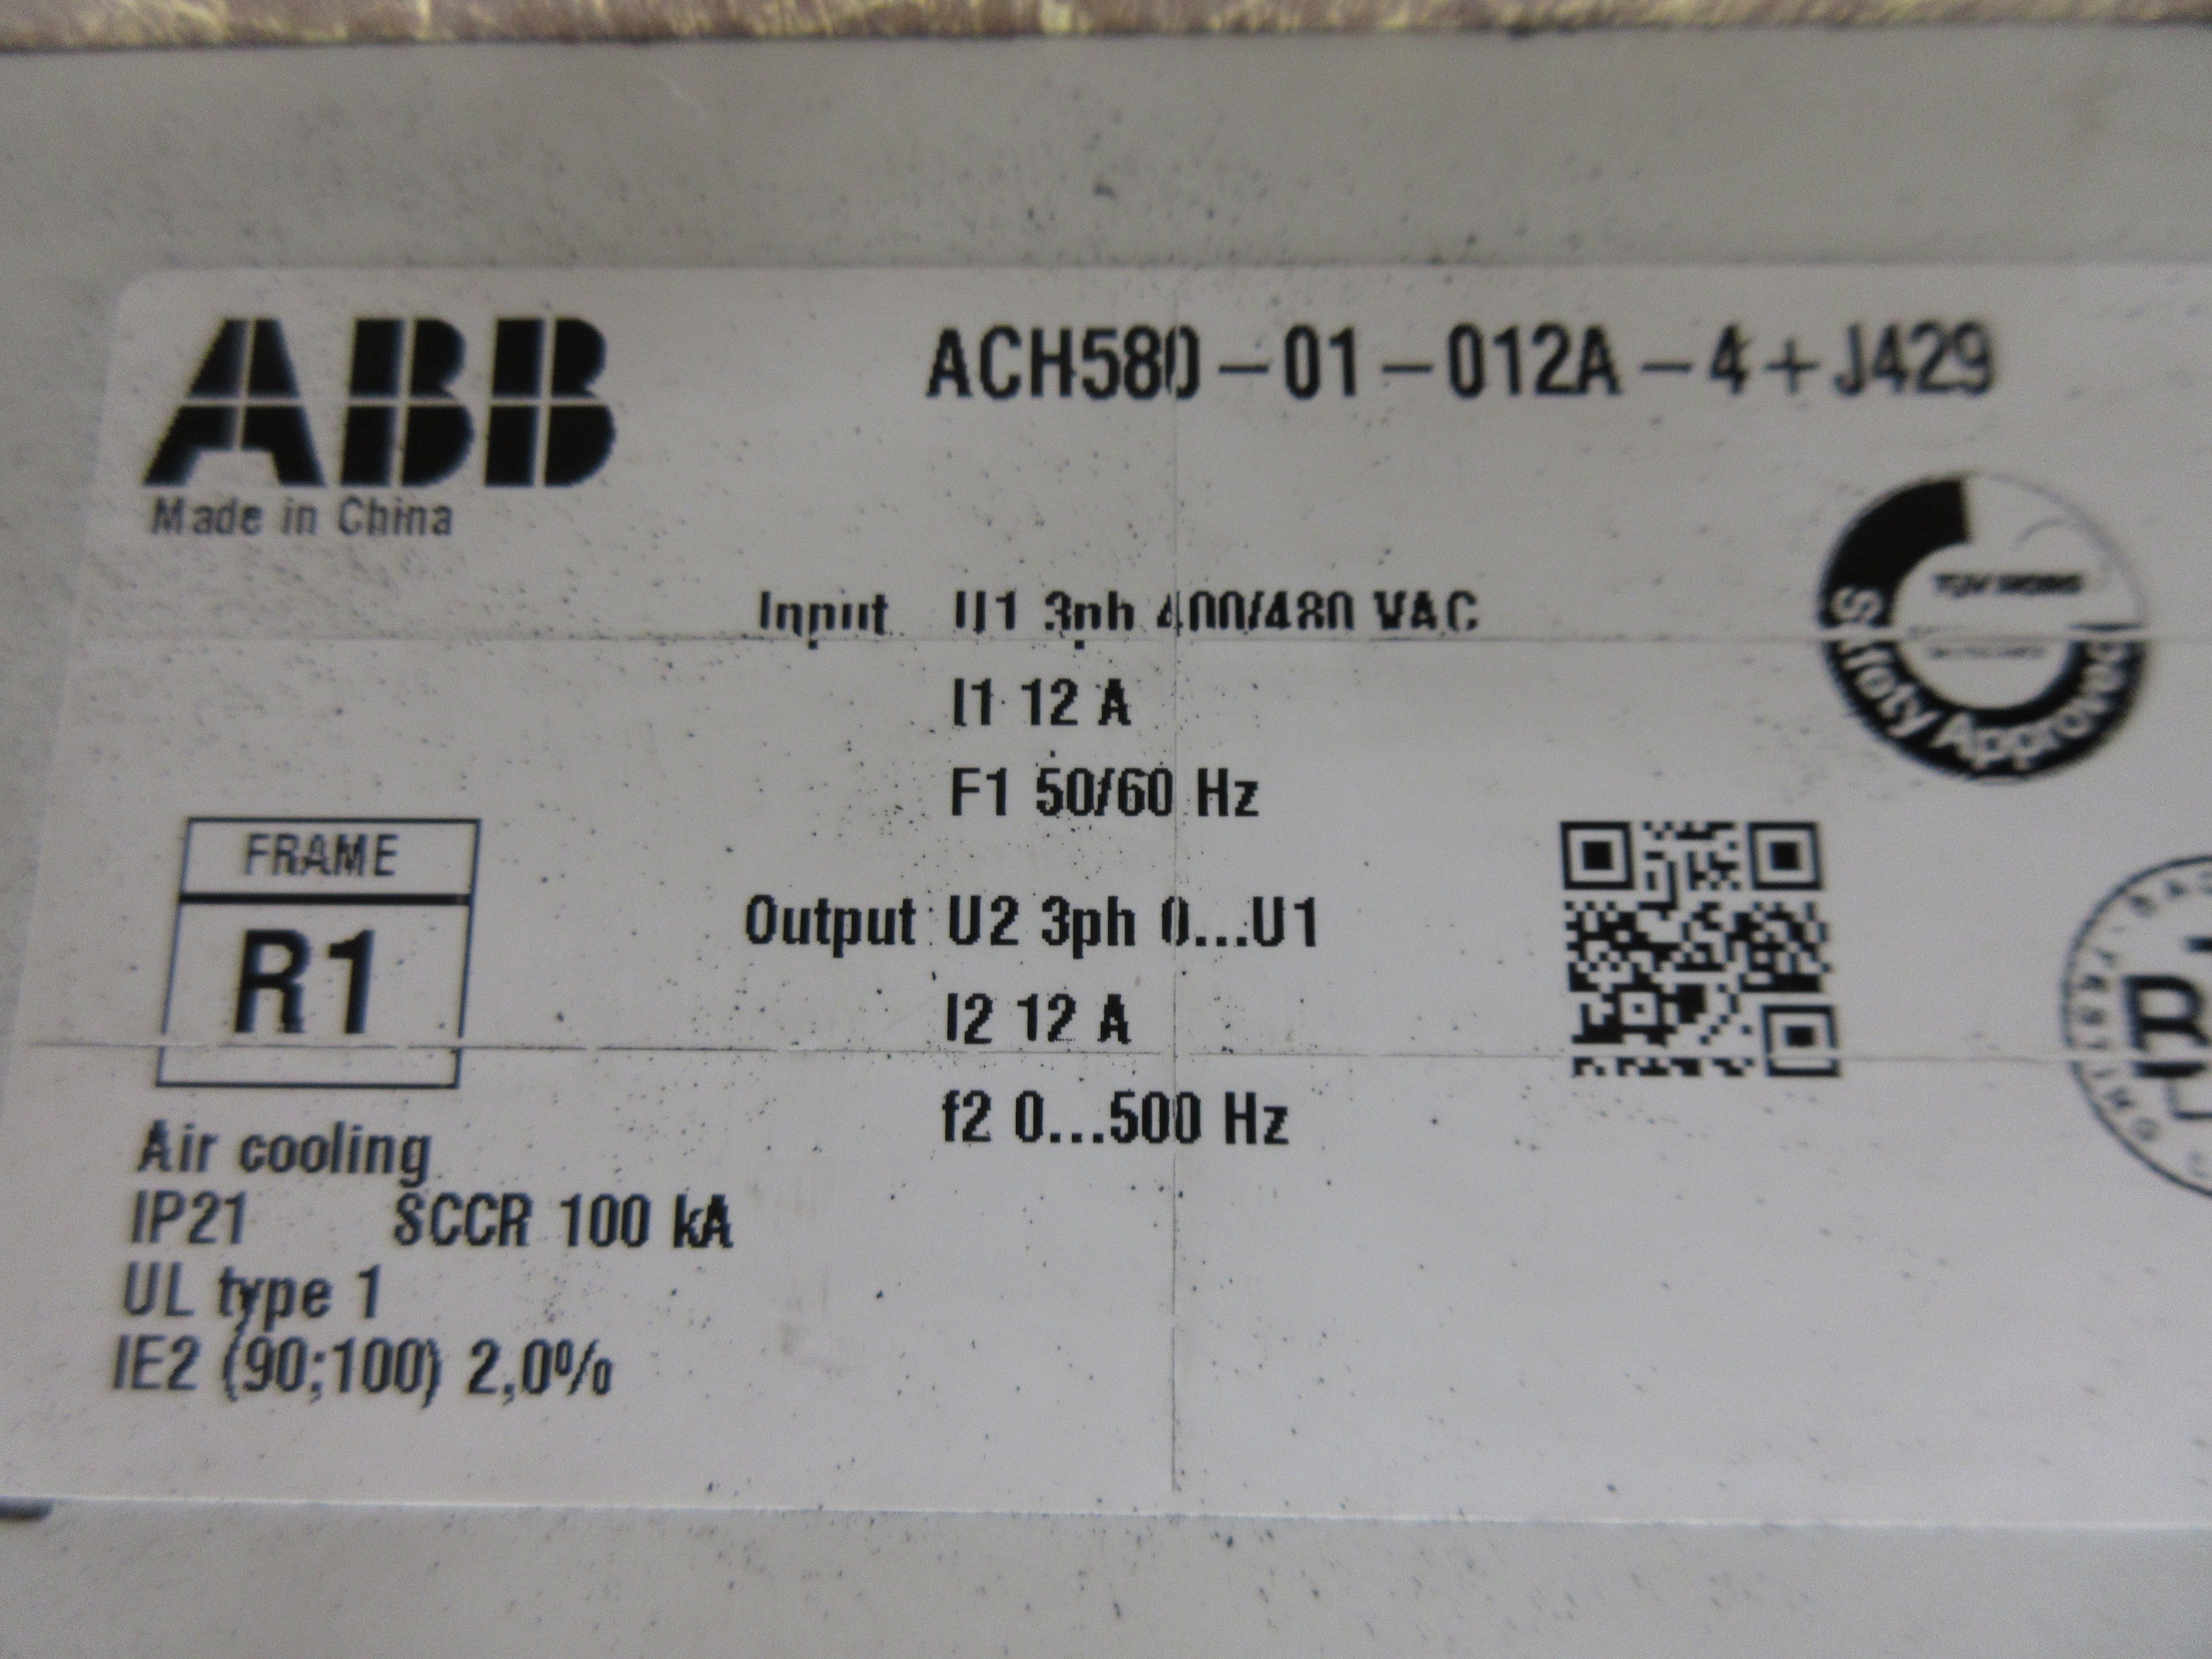 ABB
ACH580-01-012A-4+J429
Made in China
Input U1 3ph 400/480 VAC
I1 12 A
F1 50/60 Hz
FRAME
R1
Output U2 3ph 0...U1
I2 12 A
f2 0...500 Hz
Air cooling
IP21 SCCR 100 kA
UL type 1
IE2 (90;100) 2,0%
Safety Approved